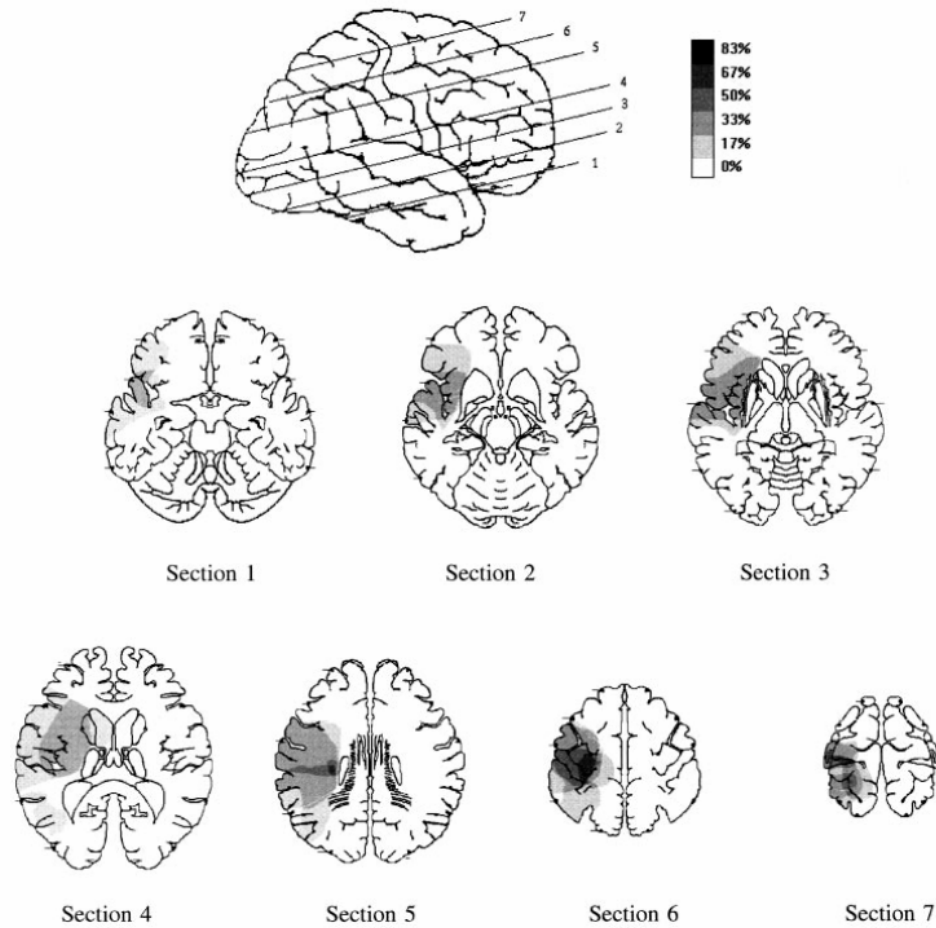 7
6
5
4
3
2
1
83%
67%
50%
33%
17%
0%
Section 1
Section 2
Section 3
Section 4
Section 5
Section 6
Section 7